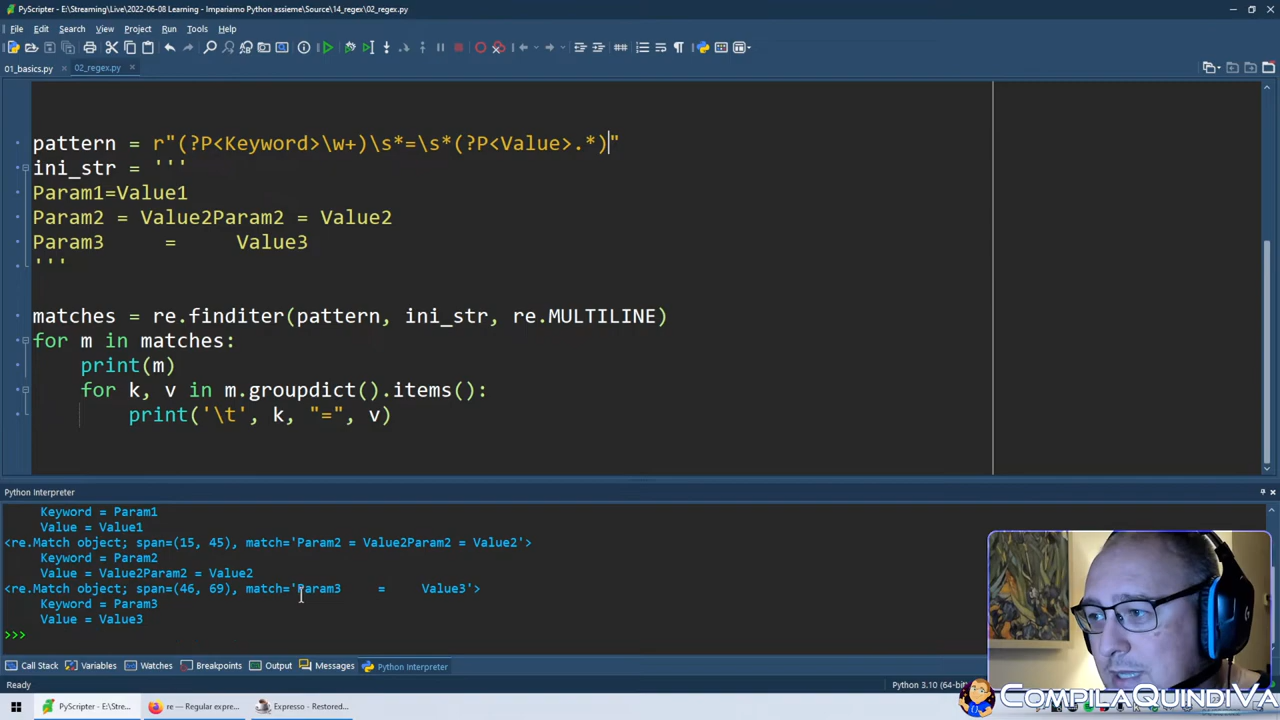 PyScripter - E:\Streaming\Live\2022-06-08 Learning - Impariamo Python assieme\Source\14_regex\02_regex.py
File Edit Search View Project Run Tools Help
01_basics.py × 02_regex.py ×
pattern = r"(?P<Keyword>\w+)\s*=\s*(?P<Value>.*)"
ini_str = '''
Param1=Value1
Param2 = Value2Param2 = Value2
Param3     =     Value3
'''
matches = re.finditer(pattern, ini_str, re.MULTILINE)
for m in matches:
    print(m)
    for k, v in m.groupdict().items():
        print('\t', k, "=", v)
Python Interpreter
Keyword = Param1
Value = Value1
<re.Match object; span=(15, 45), match='Param2 = Value2Param2 = Value2'>
Keyword = Param2
Value = Value2Param2 = Value2
<re.Match object; span=(46, 69), match='Param3     =     Value3'>
Keyword = Param3
Value = Value3
>>>
Call Stack Variables Watches Breakpoints Output Messages Python Interpreter
Ready Python 3.10 (64-bit)
PyScripter - E:\Stre... re — Regular expre... Expresso - Restored...
COMPILAQUINDIVA